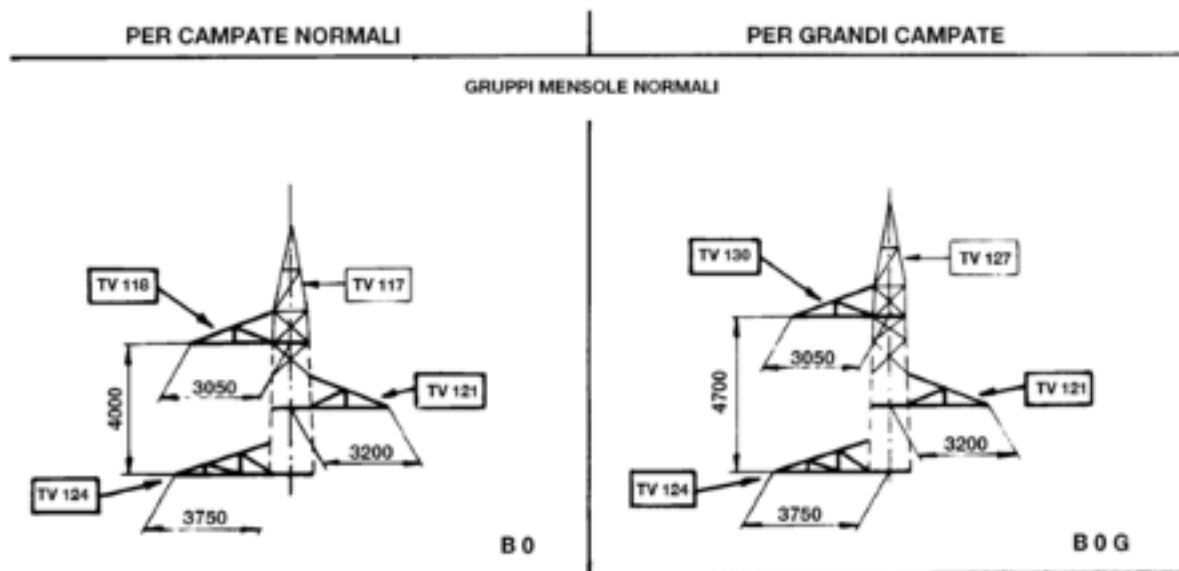 PER CAMPATE NORMALI
PER GRANDI CAMPATE
GRUPPI MENSOLE NORMALI
TV 118
TV 117
3050
4000
TV 121
3200
TV 124
3750
B 0
TV 130
TV 127
3050
4700
TV 121
3200
TV 124
3750
B 0 G